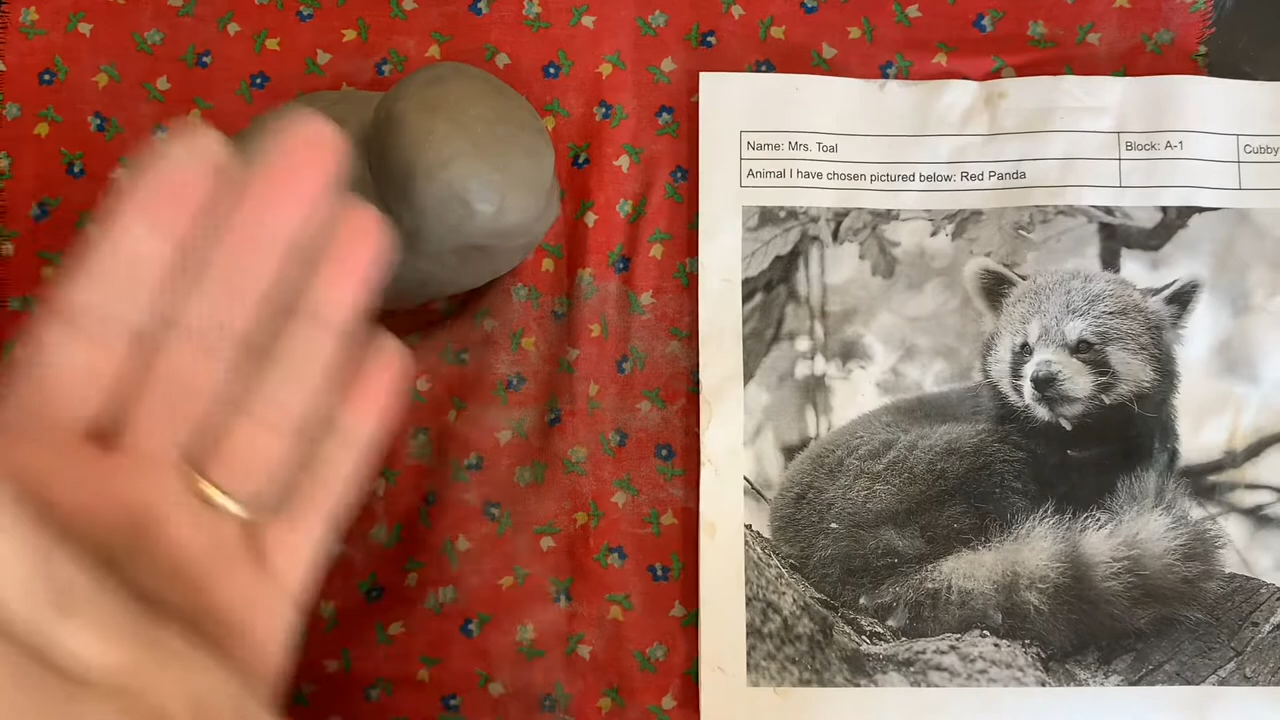 Name: Mrs. Toal Block: A-1 Cubby
Animal I have chosen pictured below: Red Panda